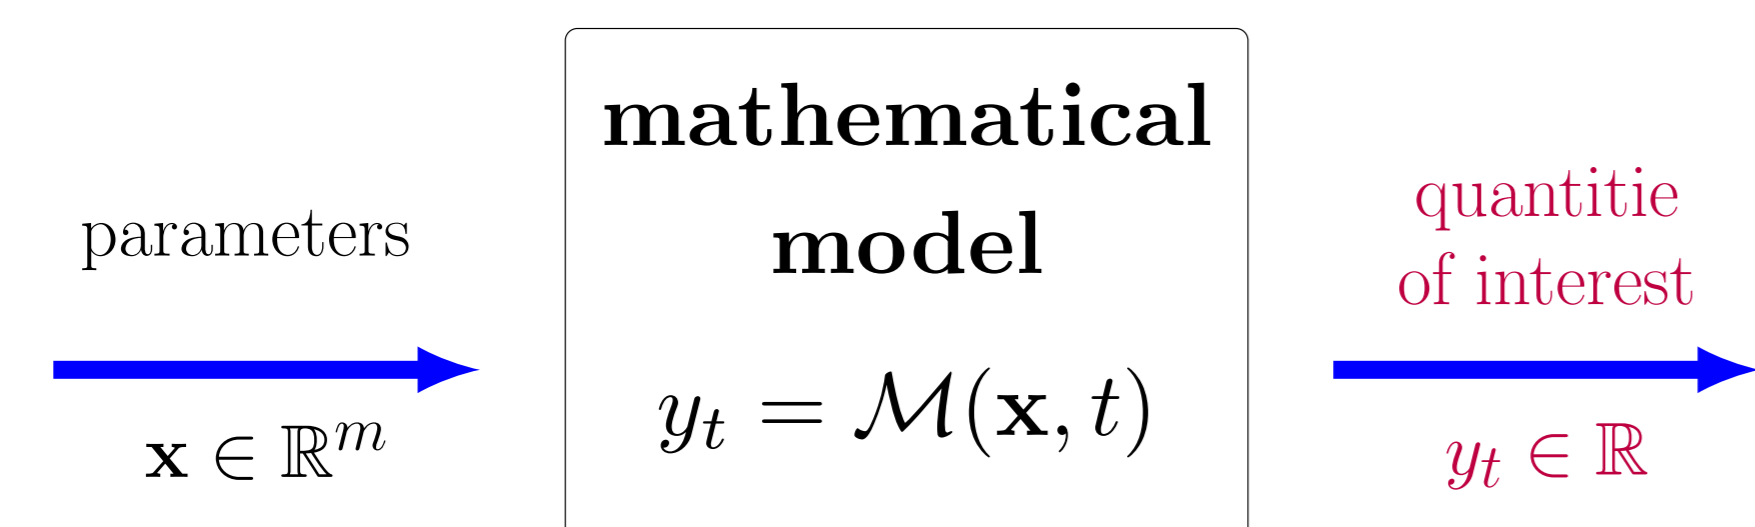 parameters
x ∈ ℝᵐ
mathematical
model
yₜ = ℳ(x, t)
quantitie
of interest
yₜ ∈ ℝ